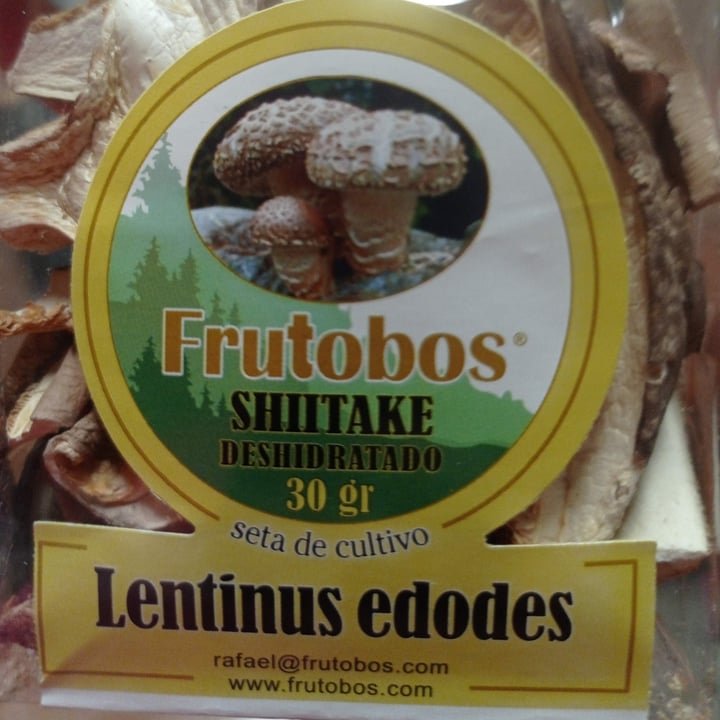 Frutobos®
SHIITAKE
DESHIDRATADO
30 gr
seta de cultivo
Lentinus edodes
rafael@frutobos.com
www.frutobos.com